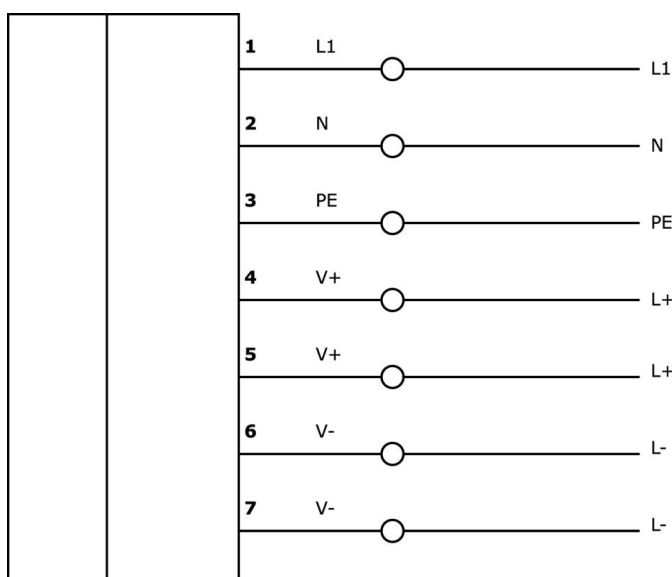 1 L1 L1
2 N N
3 PE PE
4 V+ L+
5 V+ L+
6 V- L-
7 V- L-